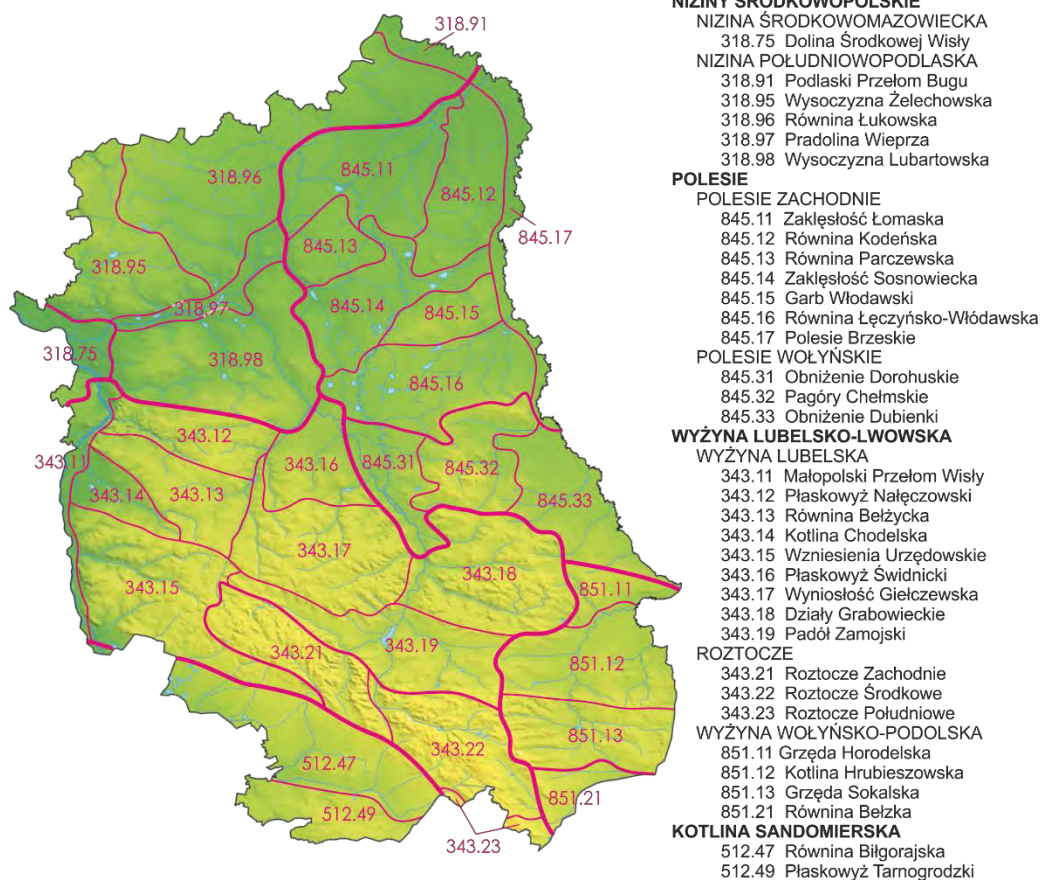 318.91
318.96
845.11
845.12
845.17
845.13
318.95
318.97
845.14
845.15
318.75
318.98
845.16
343.12
343.11
343.16
845.31
845.32
343.14
343.13
845.33
343.17
343.15
343.18
851.11
343.21
343.19
851.12
343.22
851.13
512.47
851.21
512.49
343.23
NIZINY ŚRODKOWOPOLSKIE
NIZINA ŚRODKOWOMAZOWIECKA
318.75 Dolina Środkowej Wisły
NIZINA POŁUDNIOWOPODLASKA
318.91 Podlaski Przełom Bugu
318.95 Wysoczyzna Żelechowska
318.96 Równina Łukowska
318.97 Pradolina Wieprza
318.98 Wysoczyzna Lubartowska
POLESIE
POLESIE ZACHODNIE
845.11 Zaklęsłość Łomaska
845.12 Równina Kodeńska
845.13 Równina Parczewska
845.14 Zaklęsłość Sosnowiecka
845.15 Garb Włodawski
845.16 Równina Łęczyńsko-Włódawska
845.17 Polesie Brzeskie
POLESIE WOŁYŃSKIE
845.31 Obniżenie Dorohuskie
845.32 Pagóry Chełmskie
845.33 Obniżenie Dubienki
WYŻYNA LUBELSKO-LWOWSKA
WYŻYNA LUBELSKA
343.11 Małopolski Przełom Wisły
343.12 Płaskowyż Nałęczowski
343.13 Równina Bełżycka
343.14 Kotlina Chodelska
343.15 Wzniesienia Urzędowskie
343.16 Płaskowyż Świdnicki
343.17 Wyniosłość Giełczewska
343.18 Działy Grabowieckie
343.19 Padół Zamojski
ROZTOCZE
343.21 Roztocze Zachodnie
343.22 Roztocze Środkowe
343.23 Roztocze Południowe
WYŻYNA WOŁYŃSKO-PODOLSKA
851.11 Grzęda Horodelska
851.12 Kotlina Hrubieszowska
851.13 Grzęda Sokalska
851.21 Równina Bełzka
KOTLINA SANDOMIERSKA
512.47 Równina Biłgorajska
512.49 Płaskowyż Tarnogrodzki